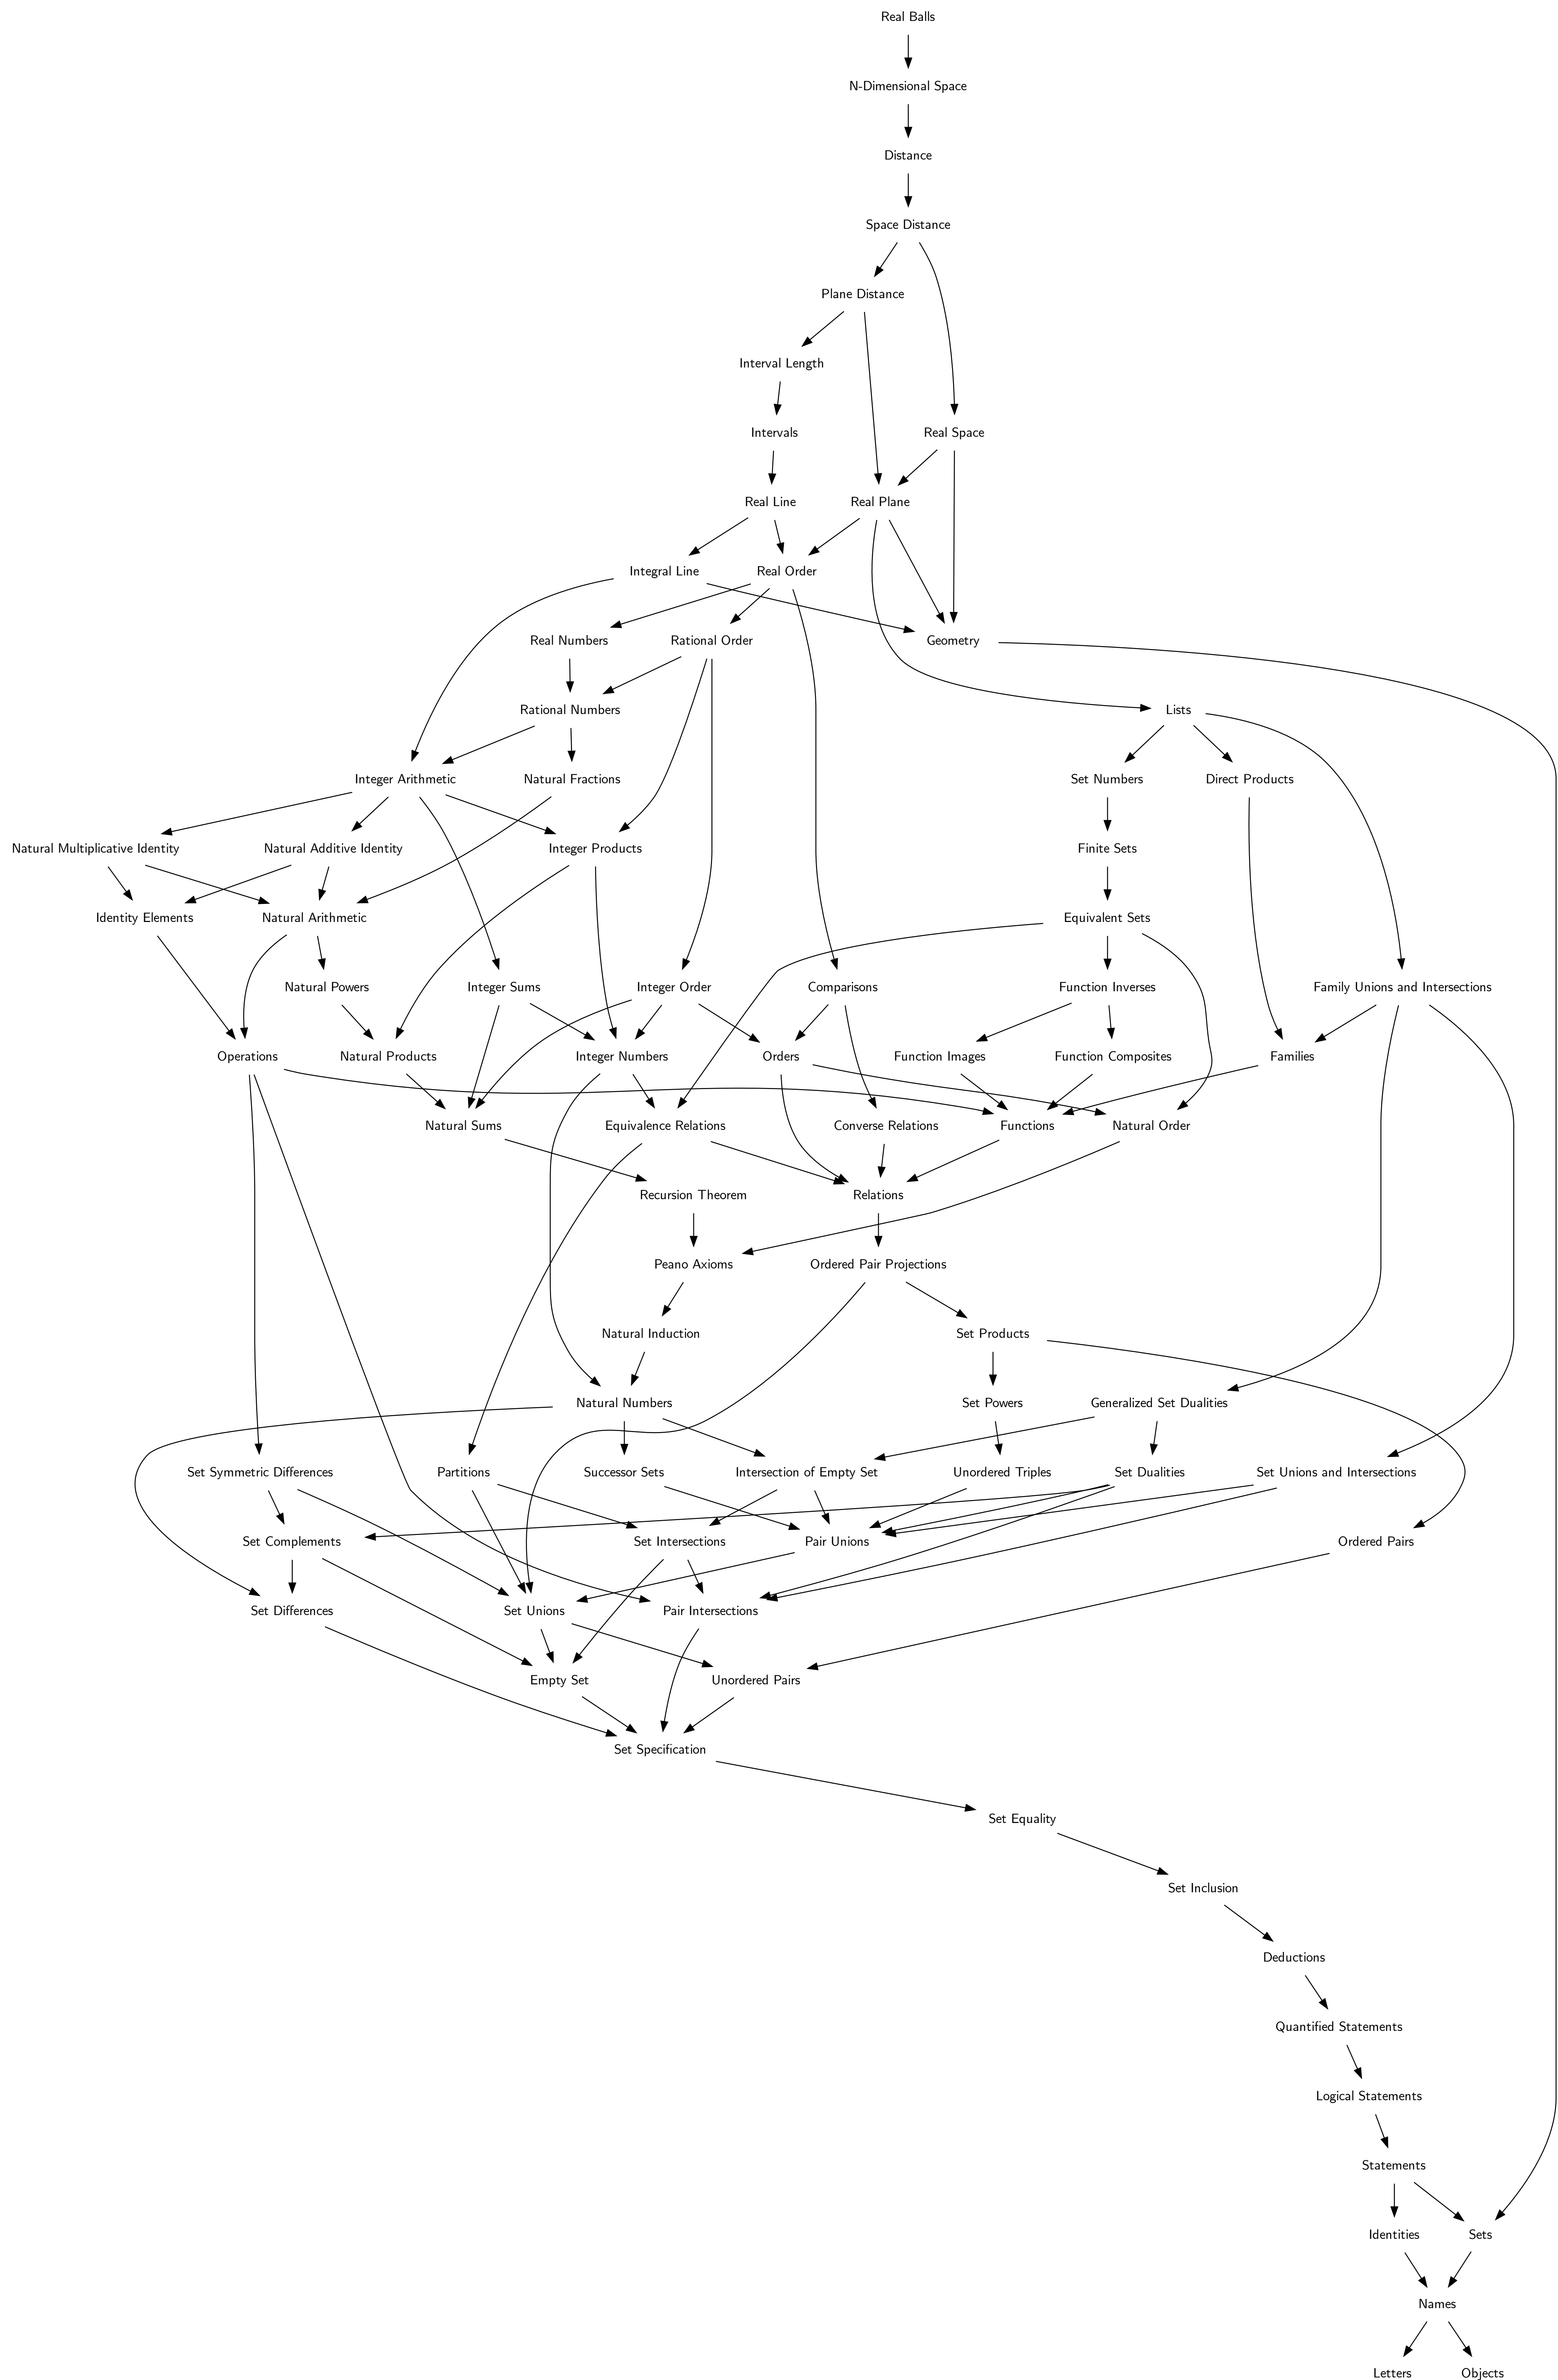 Real Balls
N-Dimensional Space
Distance
Space Distance
Plane Distance
Interval Length
Intervals
Real Space
Real Line
Real Plane
Integral Line
Real Order
Real Numbers
Rational Order
Geometry
Rational Numbers
Lists
Integer Arithmetic
Natural Fractions
Set Numbers
Direct Products
Natural Multiplicative Identity
Natural Additive Identity
Integer Products
Finite Sets
Identity Elements
Natural Arithmetic
Equivalent Sets
Natural Powers
Integer Sums
Integer Order
Comparisons
Function Inverses
Family Unions and Intersections
Operations
Natural Products
Integer Numbers
Orders
Function Images
Function Composites
Families
Natural Sums
Equivalence Relations
Converse Relations
Functions
Natural Order
Recursion Theorem
Relations
Peano Axioms
Ordered Pair Projections
Natural Induction
Set Products
Natural Numbers
Set Powers
Generalized Set Dualities
Set Symmetric Differences
Partitions
Successor Sets
Intersection of Empty Set
Unordered Triples
Set Dualities
Set Unions and Intersections
Set Complements
Set Intersections
Pair Unions
Ordered Pairs
Set Differences
Set Unions
Pair Intersections
Empty Set
Unordered Pairs
Set Specification
Set Equality
Set Inclusion
Deductions
Quantified Statements
Logical Statements
Statements
Identities
Sets
Names
Letters
Objects